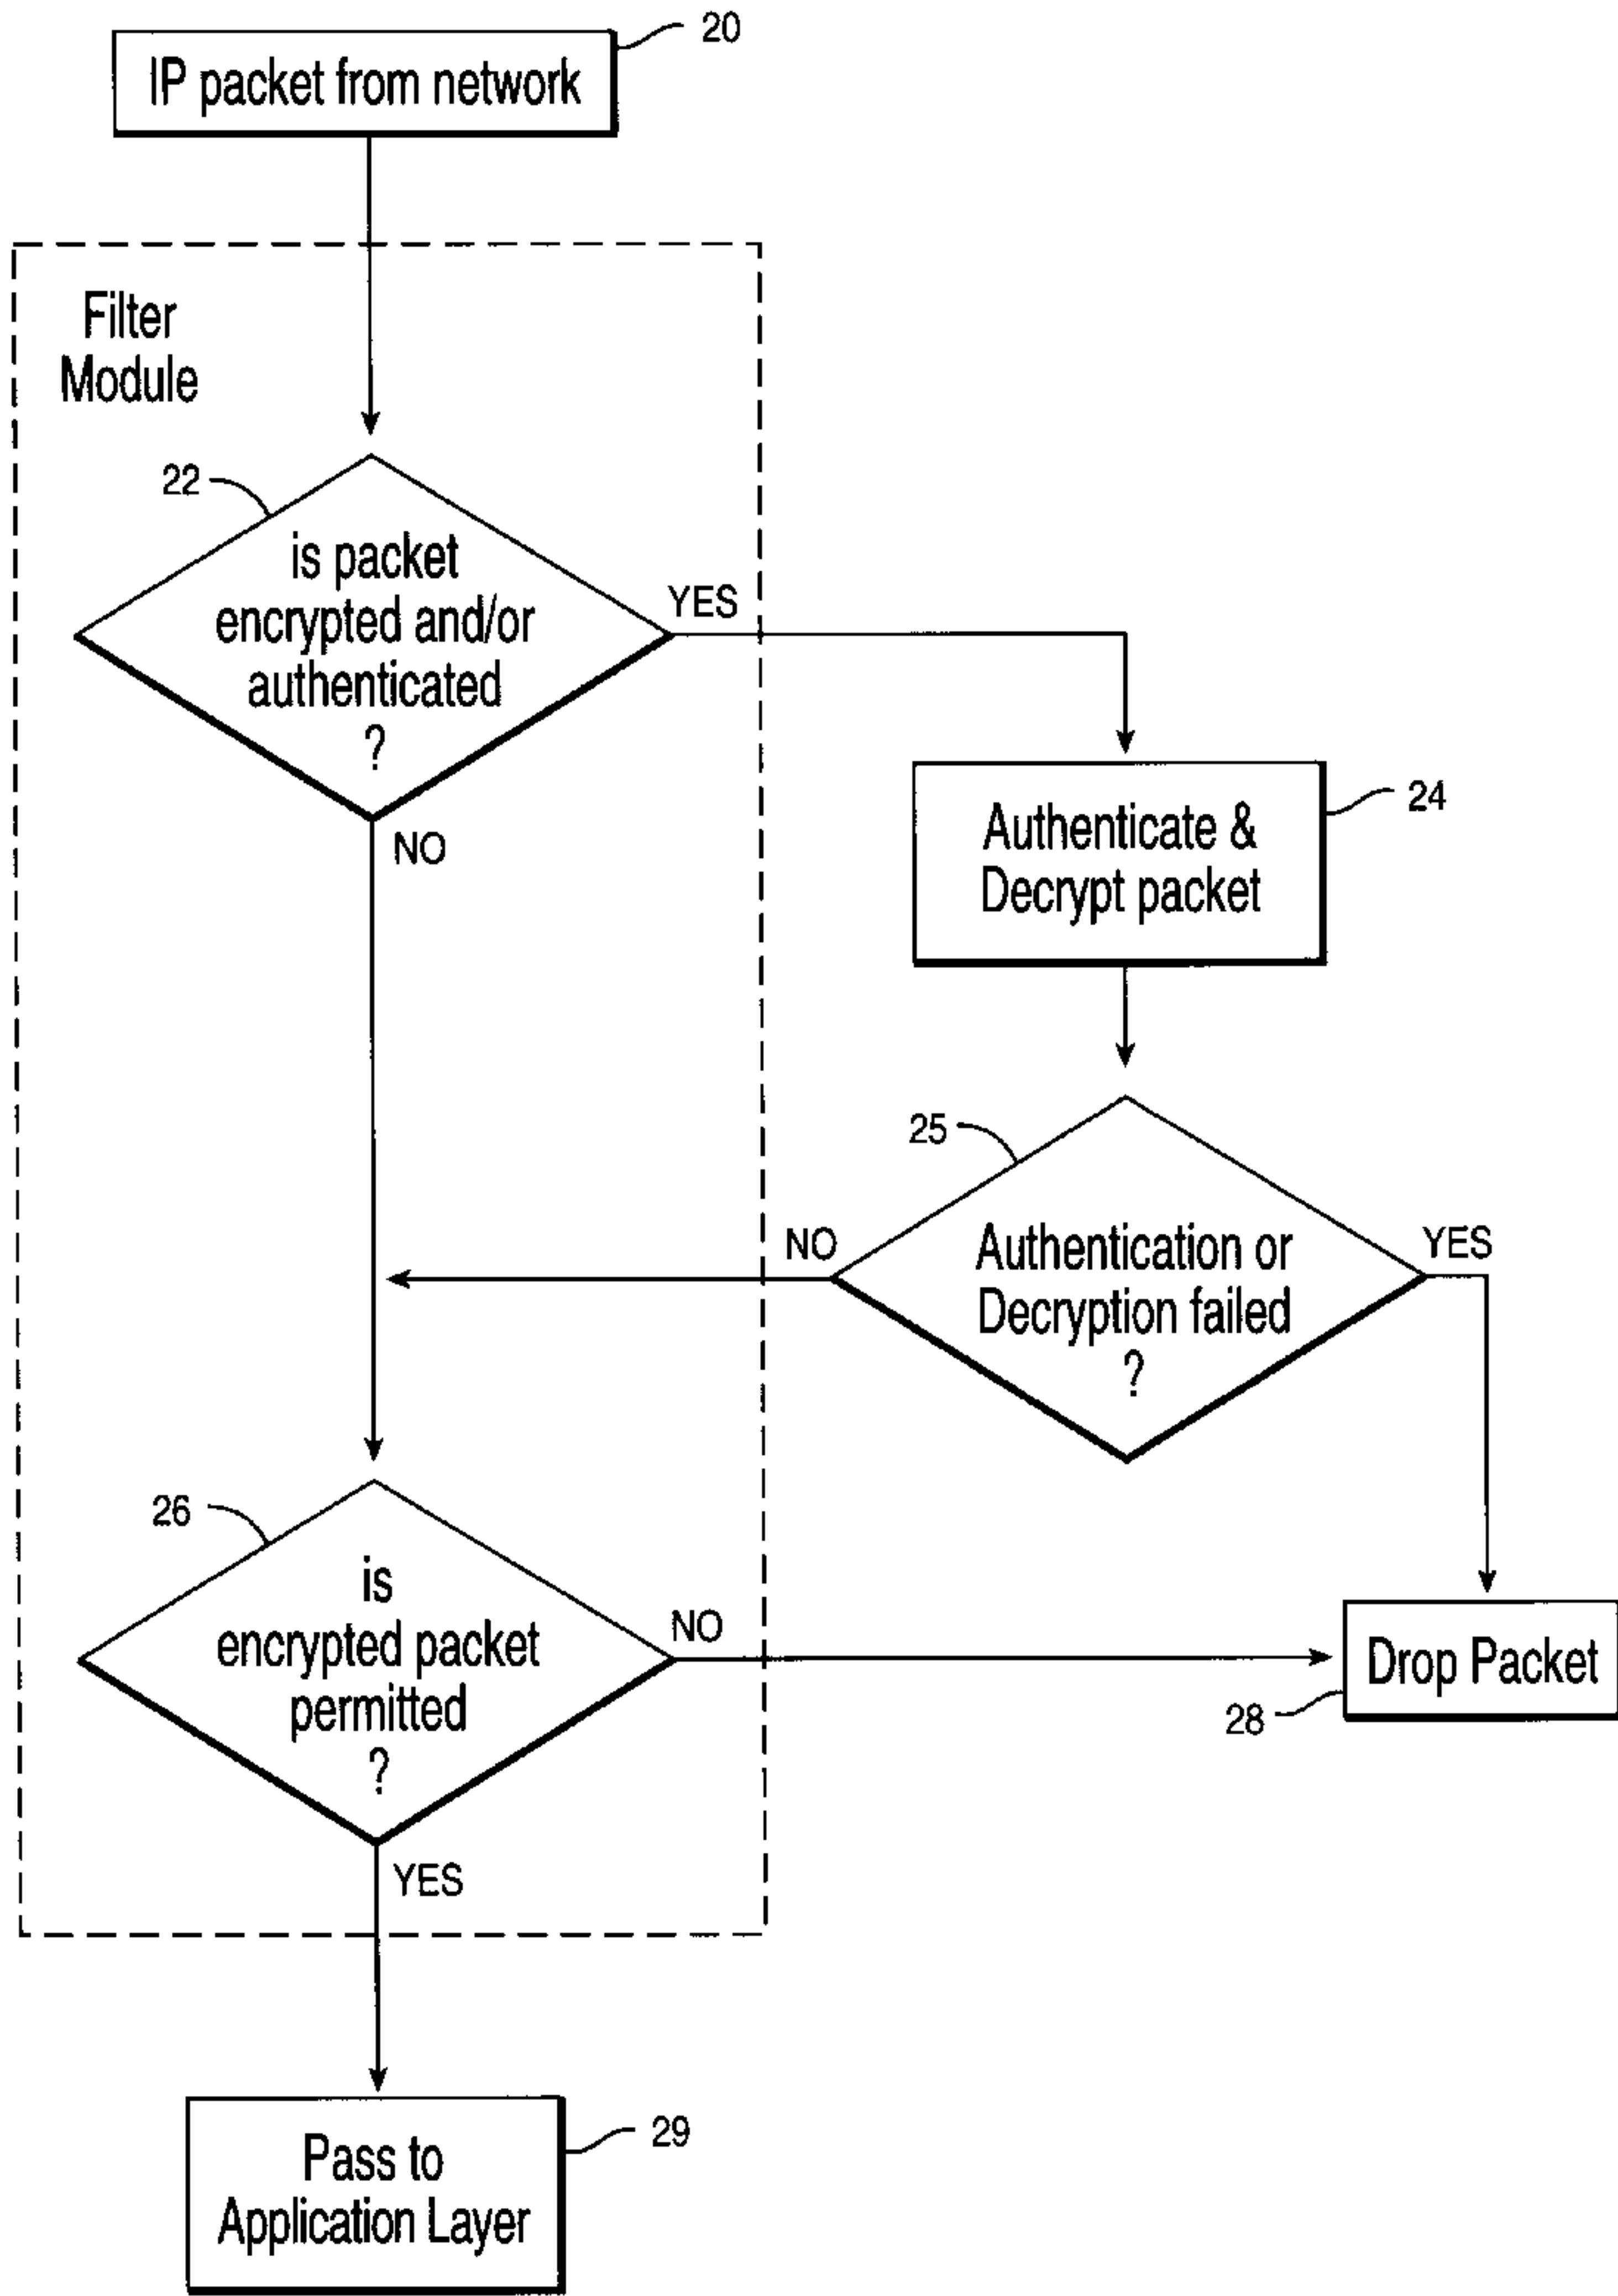 20
IP packet from network
Filter
Module
22
is packet
encrypted and/or
authenticated
?
YES
NO
24
Authenticate &
Decrypt packet
25
NO
Authentication or
Decryption failed
?
YES
26
is
encrypted packet
permitted
?
NO
YES
Drop Packet
28
29
Pass to
Application Layer